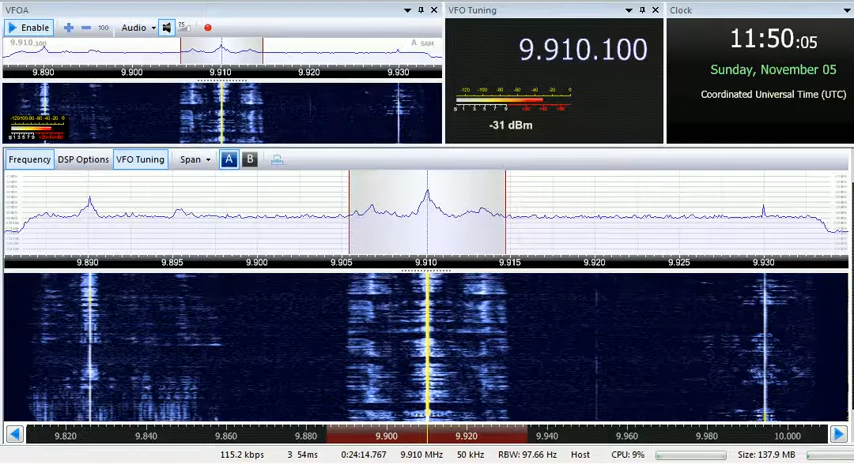 VFOA
Enable 100 Audio 75
9.910.100
A SAM
9.890 9.900 9.910 9.920 9.930
VFO Tuning
9.910.100
-31 dBm
Clock
11:50:05
Sunday, November 05
Coordinated Universal Time (UTC)
Frequency DSP Options VFO Tuning Span A B
9.890 9.895 9.900 9.905 9.910 9.915 9.920 9.925 9.930
9.820 9.840 9.860 9.880 9.900 9.920 9.940 9.960 9.980 10.000
115.2 kbps 3 54ms 0:24:14.767 9.910 MHz 50 kHz RBW: 97.66 Hz Host CPU: 9% Size: 137.9 MB